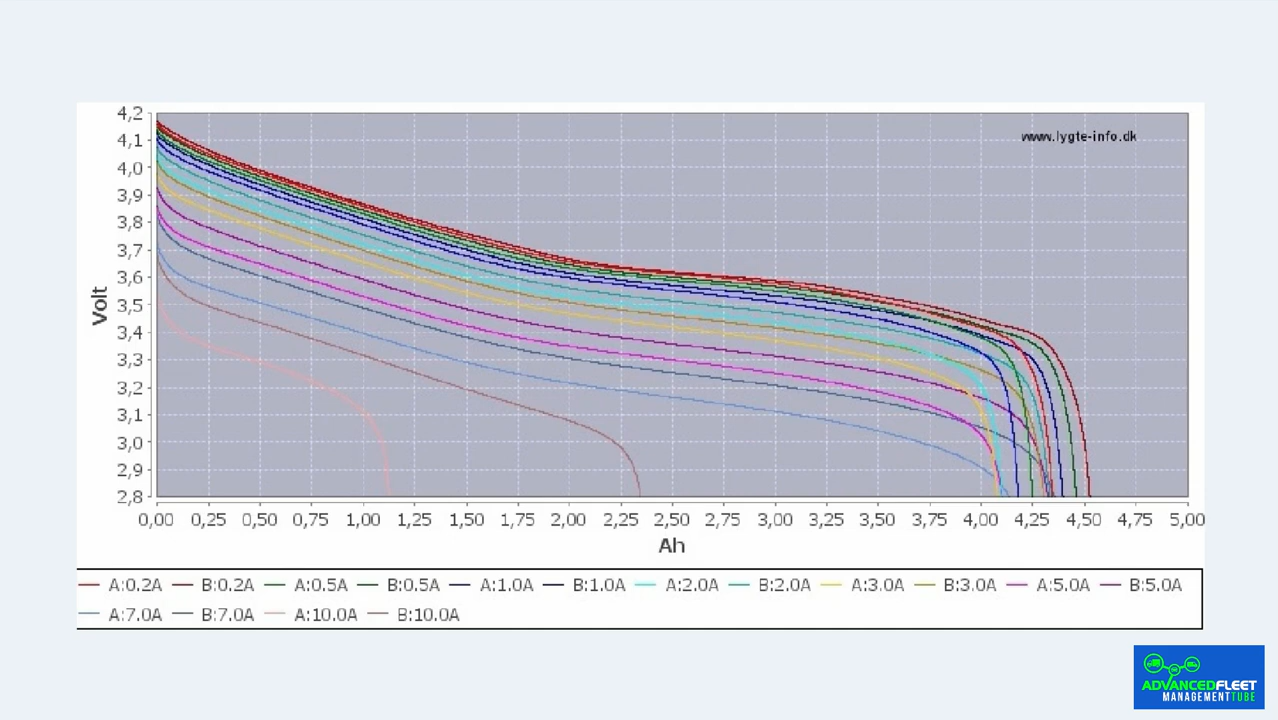 4,2
4,1
4,0
3,9
3,8
3,7
3,6
3,5
3,4
3,3
3,2
3,1
3,0
2,9
2,8
Volt
www.lygte-info.dk
0,00 0,25 0,50 0,75 1,00 1,25 1,50 1,75 2,00 2,25 2,50 2,75 3,00 3,25 3,50 3,75 4,00 4,25 4,50 4,75 5,00
Ah
A:0.2A B:0.2A A:0.5A B:0.5A A:1.0A B:1.0A A:2.0A B:2.0A A:3.0A B:3.0A A:5.0A B:5.0A
A:7.0A B:7.0A A:10.0A B:10.0A
ADVANCEDFLEET
MANAGEMENTTUBE